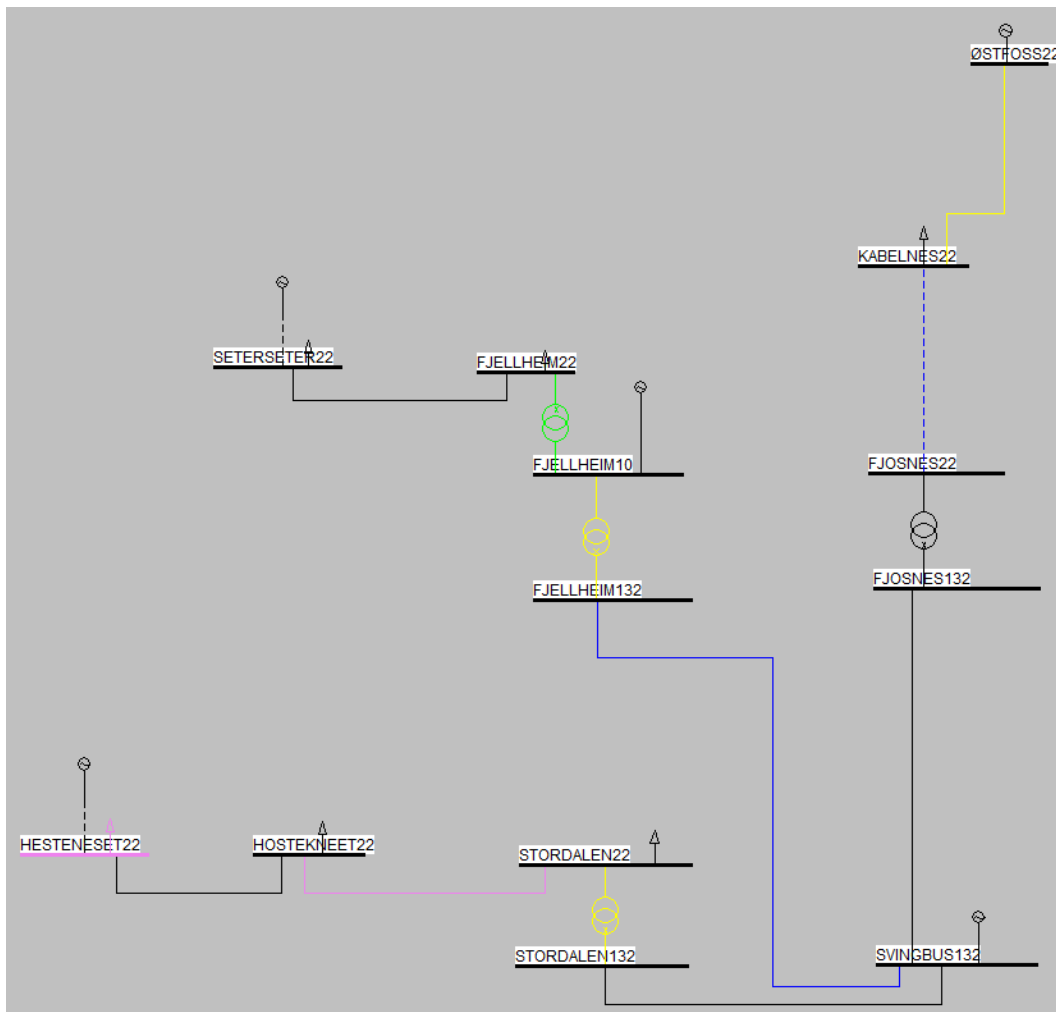 ØSTFOSS22
KABELNES22
SETERSETER22
FJELLHEIM22
FJELLHEIM10
FJOSNES22
FJELLHEIM132
FJOSNES132
HESTENESET22
HOSTEKNEET22
STORDALEN22
STORDALEN132
SVINGBUS132